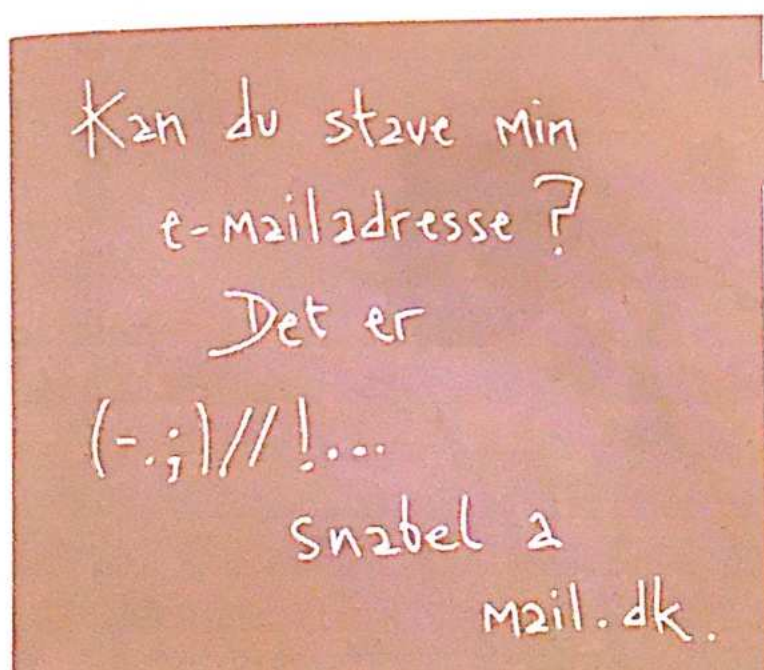 Kan du stave min
e-mailadresse?
Det er
(-.;)// !...
snabel a
mail.dk.